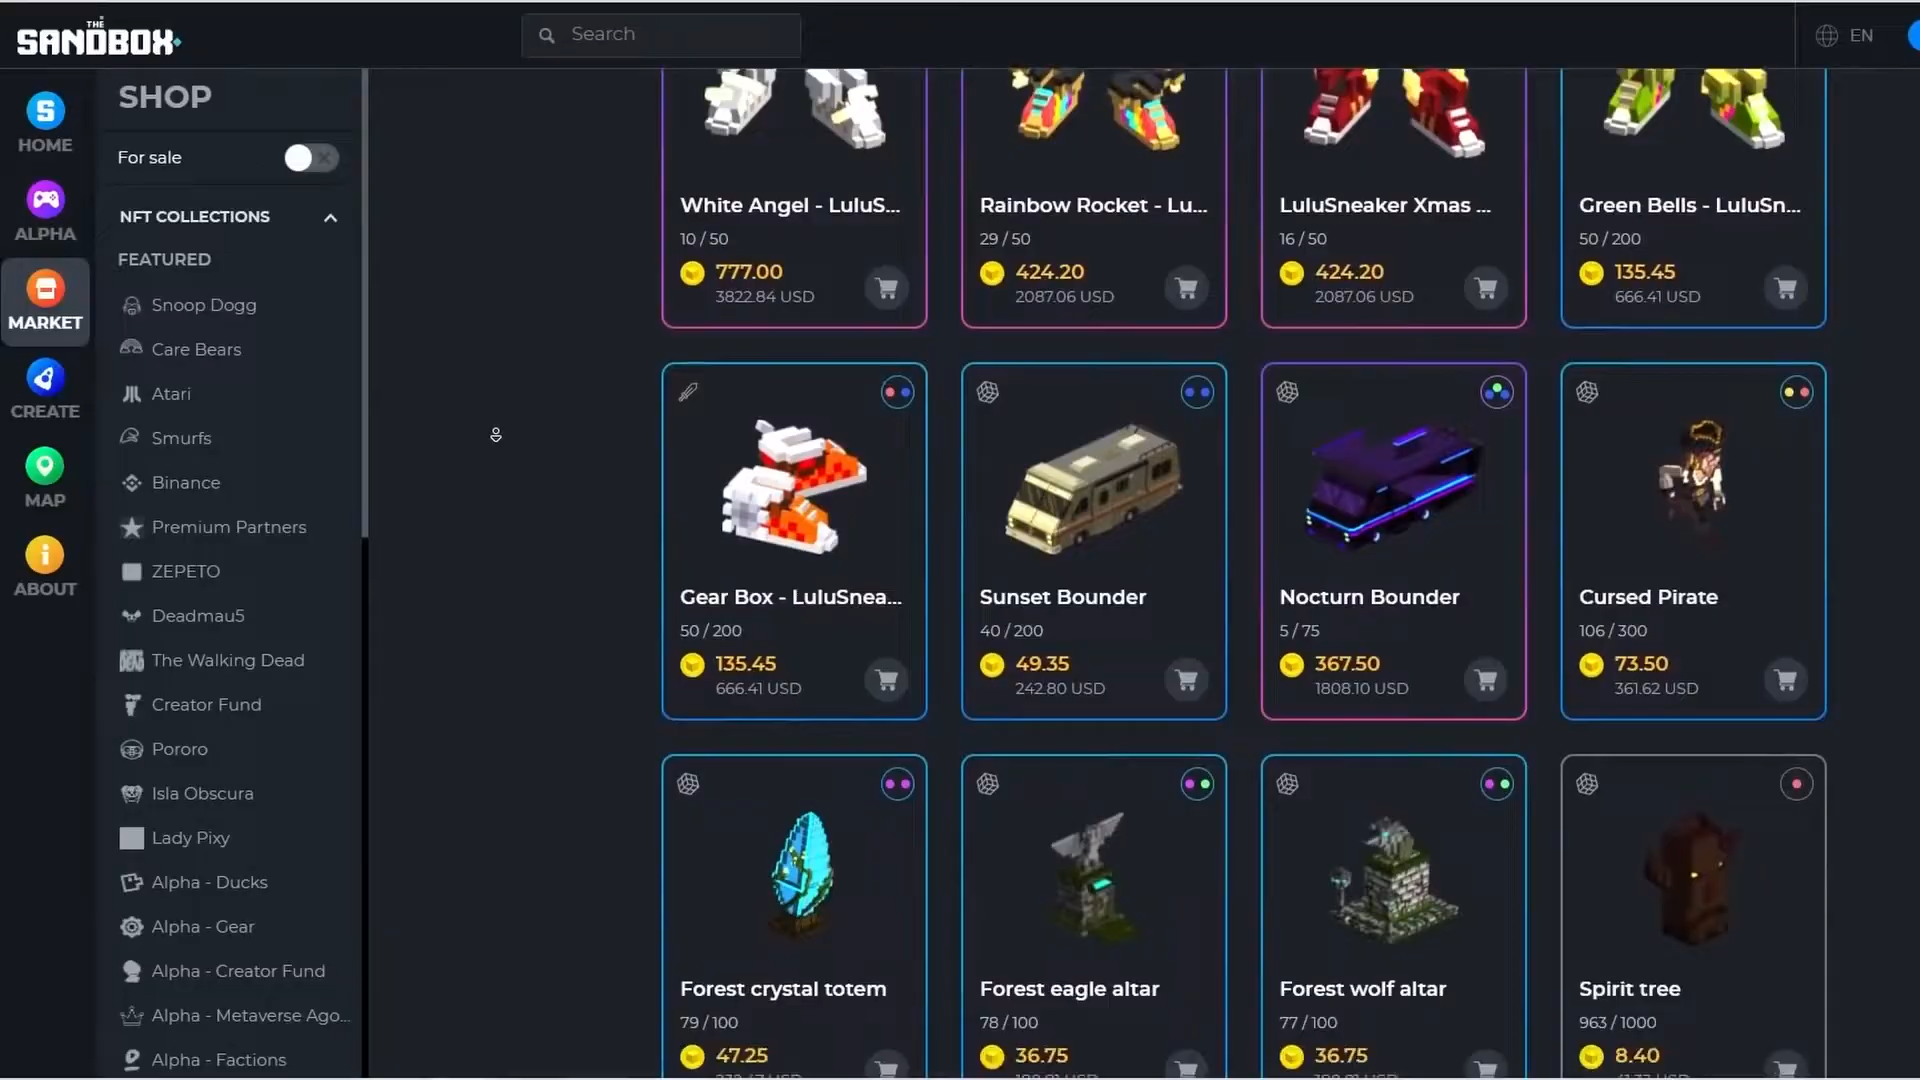 THE
SANDBOX
Search
EN
HOME
ALPHA
MARKET
CREATE
MAP
ABOUT
SHOP
For sale
NFT COLLECTIONS
FEATURED
Snoop Dogg
Care Bears
Atari
Smurfs
Binance
Premium Partners
ZEPETO
Deadmau5
The Walking Dead
Creator Fund
Pororo
Isla Obscura
Lady Pixy
Alpha - Ducks
Alpha - Gear
Alpha - Creator Fund
Alpha - Metaverse Ago...
Alpha - Factions
White Angel - LuluS...
10 / 50
777.00
3822.84 USD
Rainbow Rocket - Lu...
29 / 50
424.20
2087.06 USD
LuluSneaker Xmas ...
16 / 50
424.20
2087.06 USD
Green Bells - LuluSn...
50 / 200
135.45
666.41 USD
Gear Box - LuluSnea...
50 / 200
135.45
666.41 USD
Sunset Bounder
40 / 200
49.35
242.80 USD
Nocturn Bounder
5 / 75
367.50
1808.10 USD
Cursed Pirate
106 / 300
73.50
361.62 USD
Forest crystal totem
79 / 100
47.25
Forest eagle altar
78 / 100
36.75
Forest wolf altar
77 / 100
36.75
Spirit tree
963 / 1000
8.40